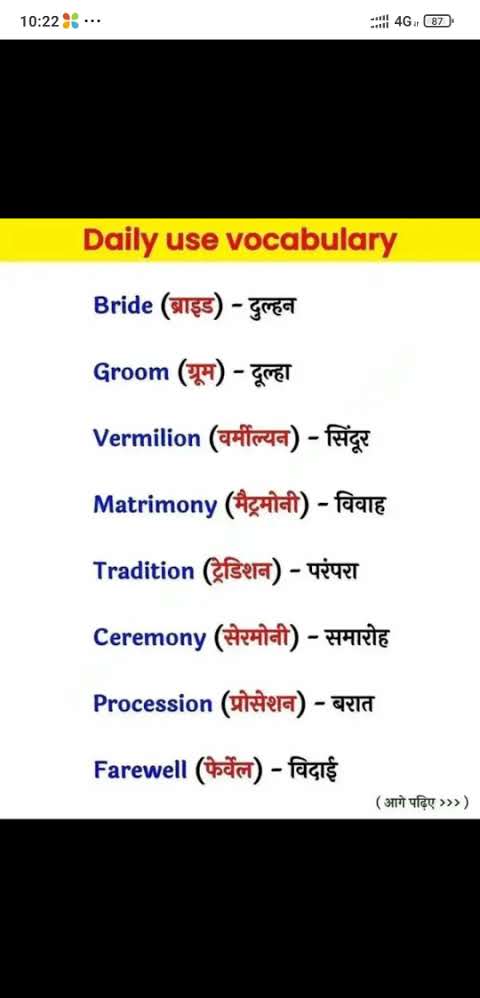 10:22 ...
4G 87
Daily use vocabulary
Bride (ब्राइड) - दुल्हन
Groom (ग्रूम) - दूल्हा
Vermilion (वर्मील्यन) - सिंदूर
Matrimony (मैट्रमोनी) - विवाह
Tradition (ट्रेडिशन) - परंपरा
Ceremony (सेरमोनी) - समारोह
Procession (प्रोसेशन) - बरात
Farewell (फेर्वेल) - विदाई
( आगे पढ़िए >>> )